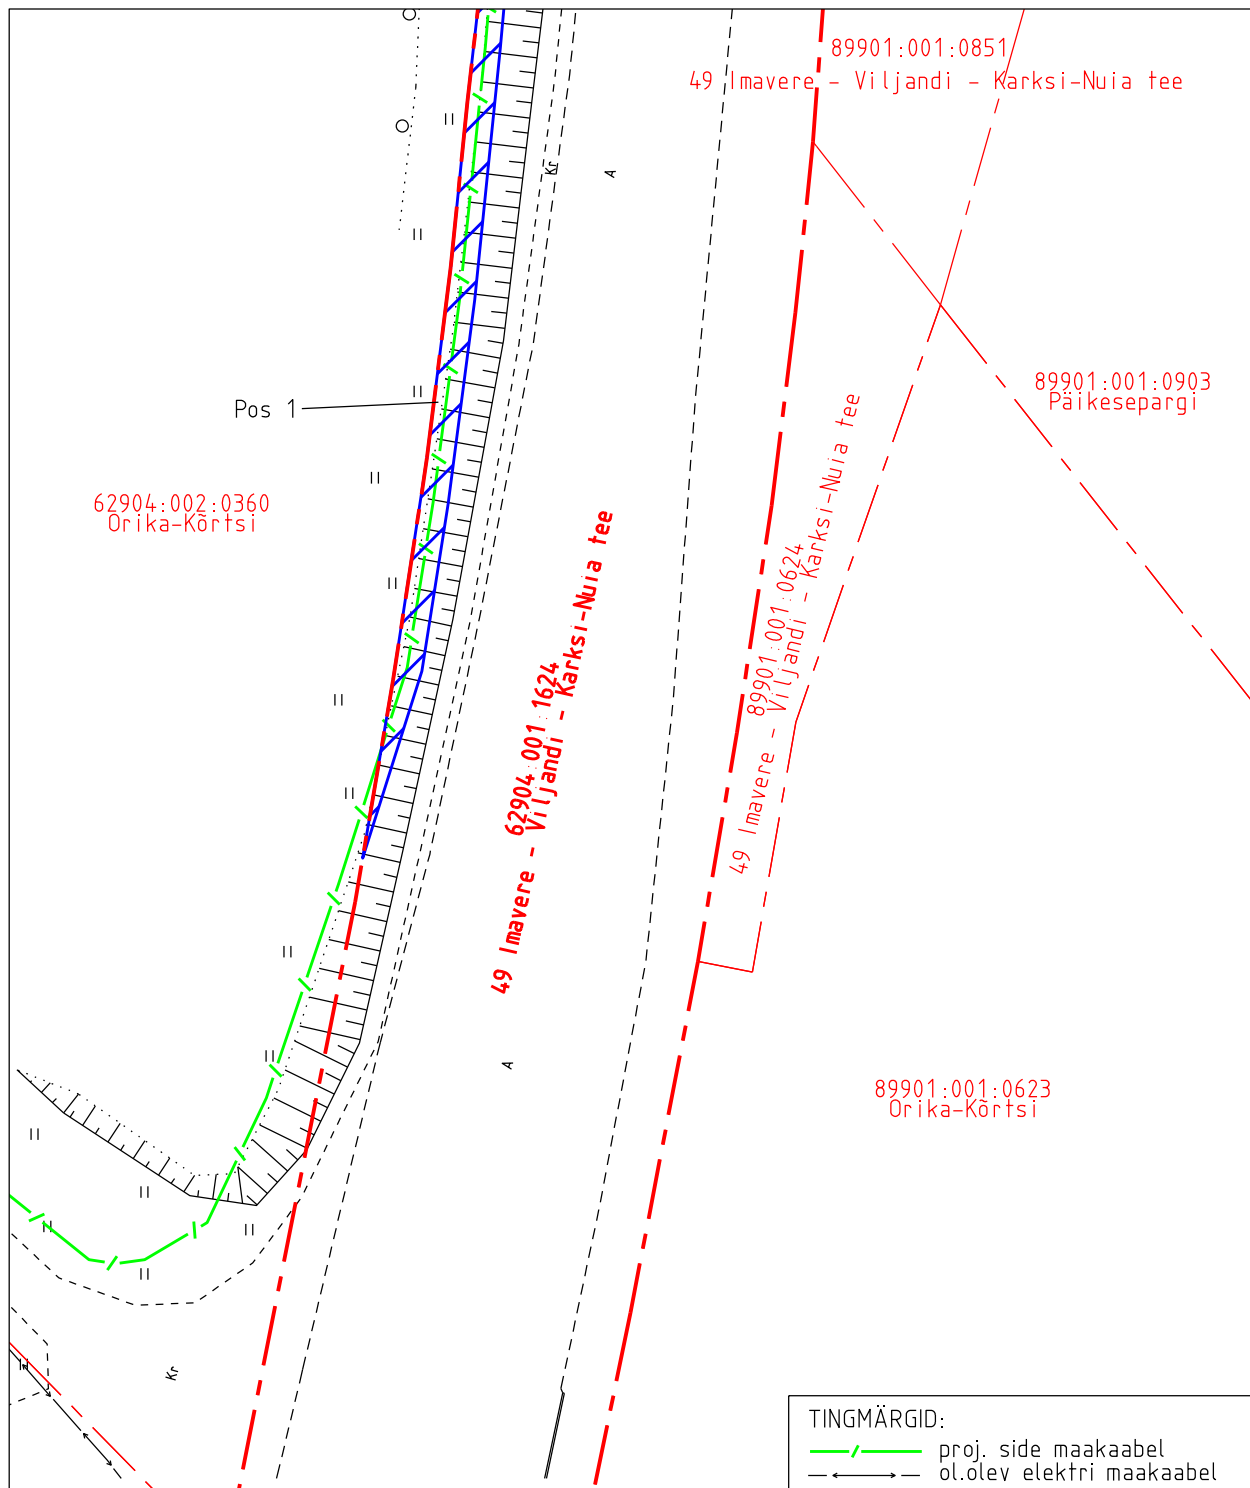 89901:001:0851
49 Imavere - Viljandi - Karksi-Nuia tee
Kr
A
89901:001:0903
Päikesepargi
Pos 1
62904:002:0360
Orika-Kõrtsi
62904:001:1624
49 Imavere - Viljandi - Karksi-Nuia tee
89901:001:0624
49 Imavere - Viljandi - Karksi-Nuia tee
A
89901:001:0623
Orika-Kõrtsi
Kr
TINGMÄRGID:
proj. side maakaabel
ol.olev elektri maakaabel